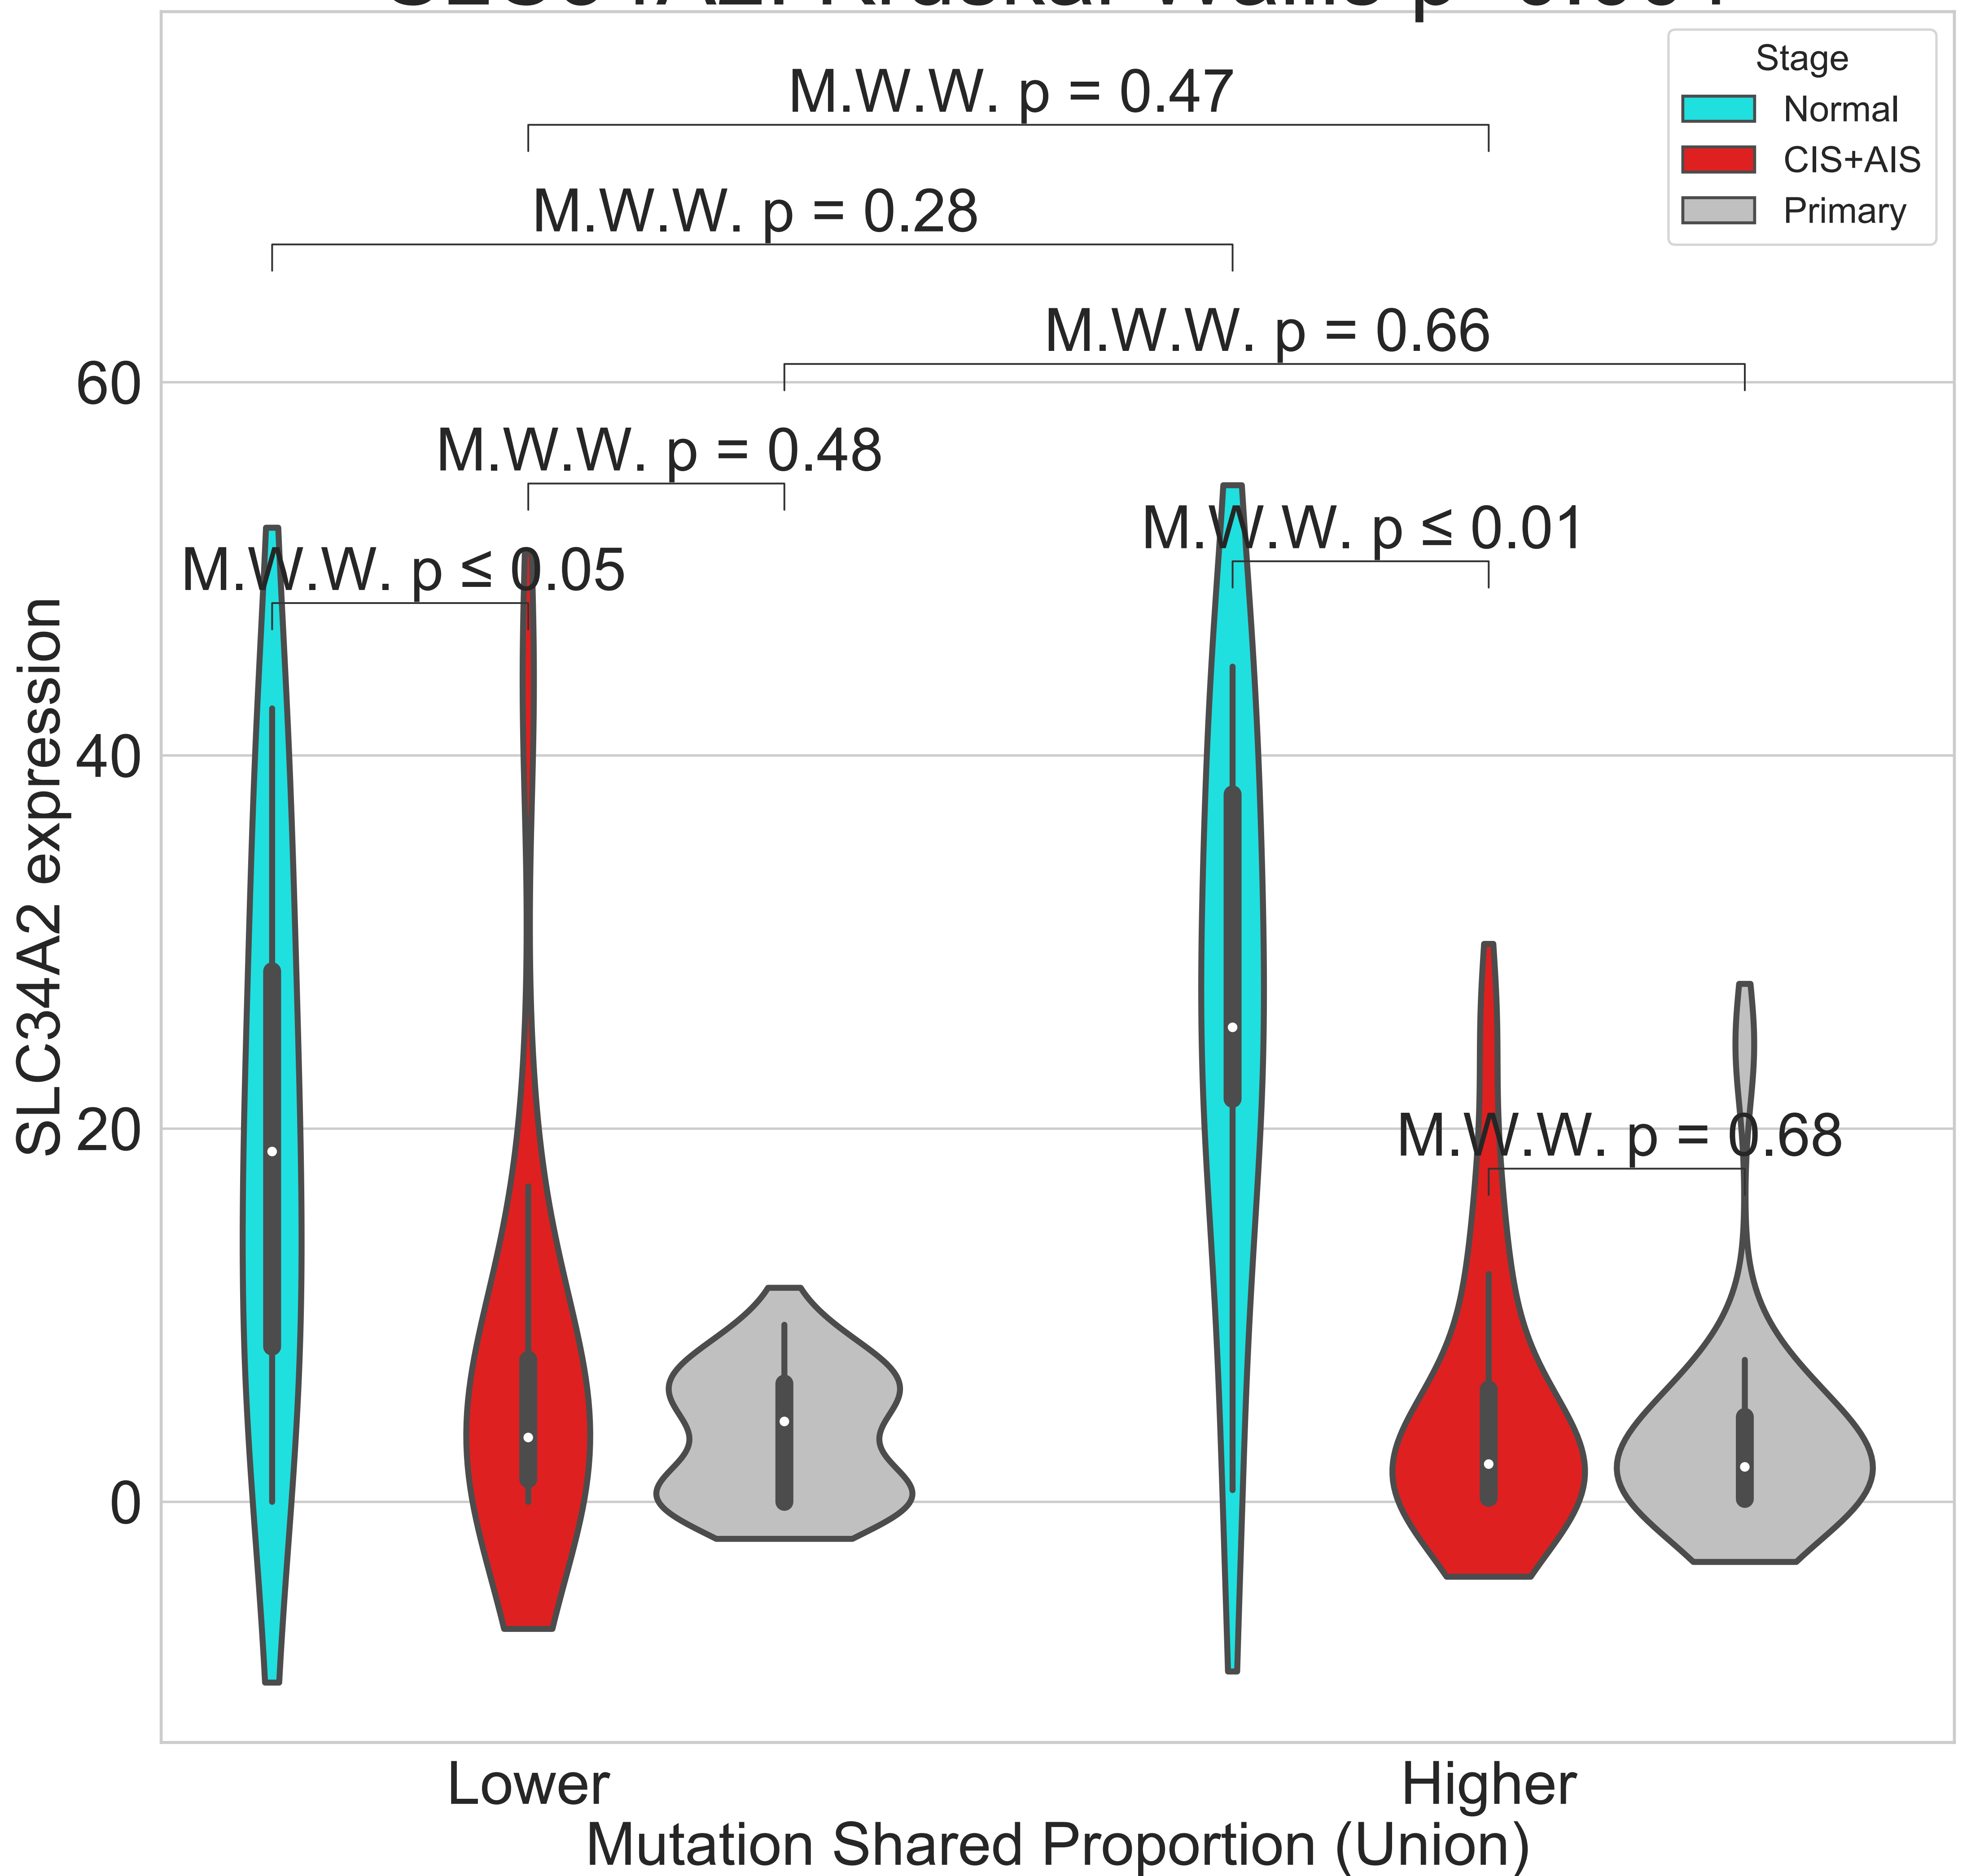 Stage
Normal
CIS+AIS
Primary
M.W.W. p = 0.47
M.W.W. p = 0.28
M.W.W. p = 0.66
M.W.W. p = 0.48
M.W.W. p ≤ 0.01
M.W.W. p ≤ 0.05
M.W.W. p = 0.68
SLC34A2 expression
60
40
20
0
Lower
Higher
Mutation Shared Proportion (Union)